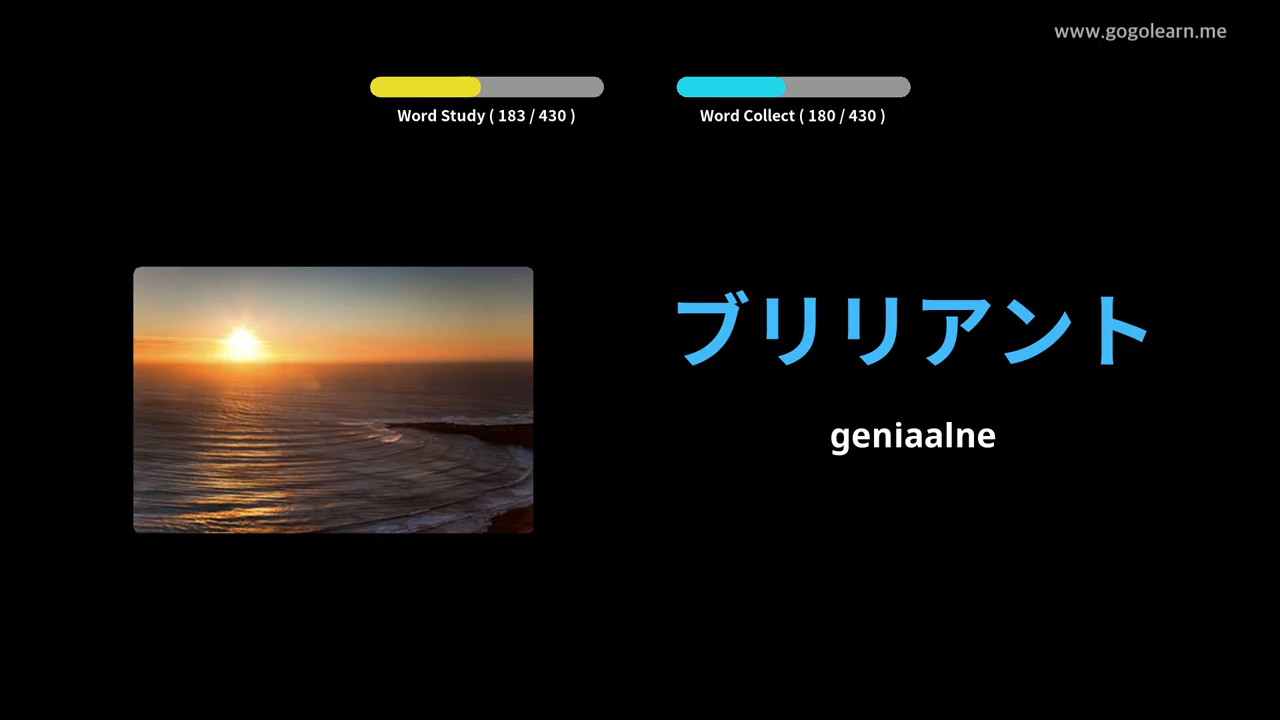 www.gogolearn.me
Word Study ( 183 / 430 )
Word Collect ( 180 / 430 )
ブリリアント
geniaalne